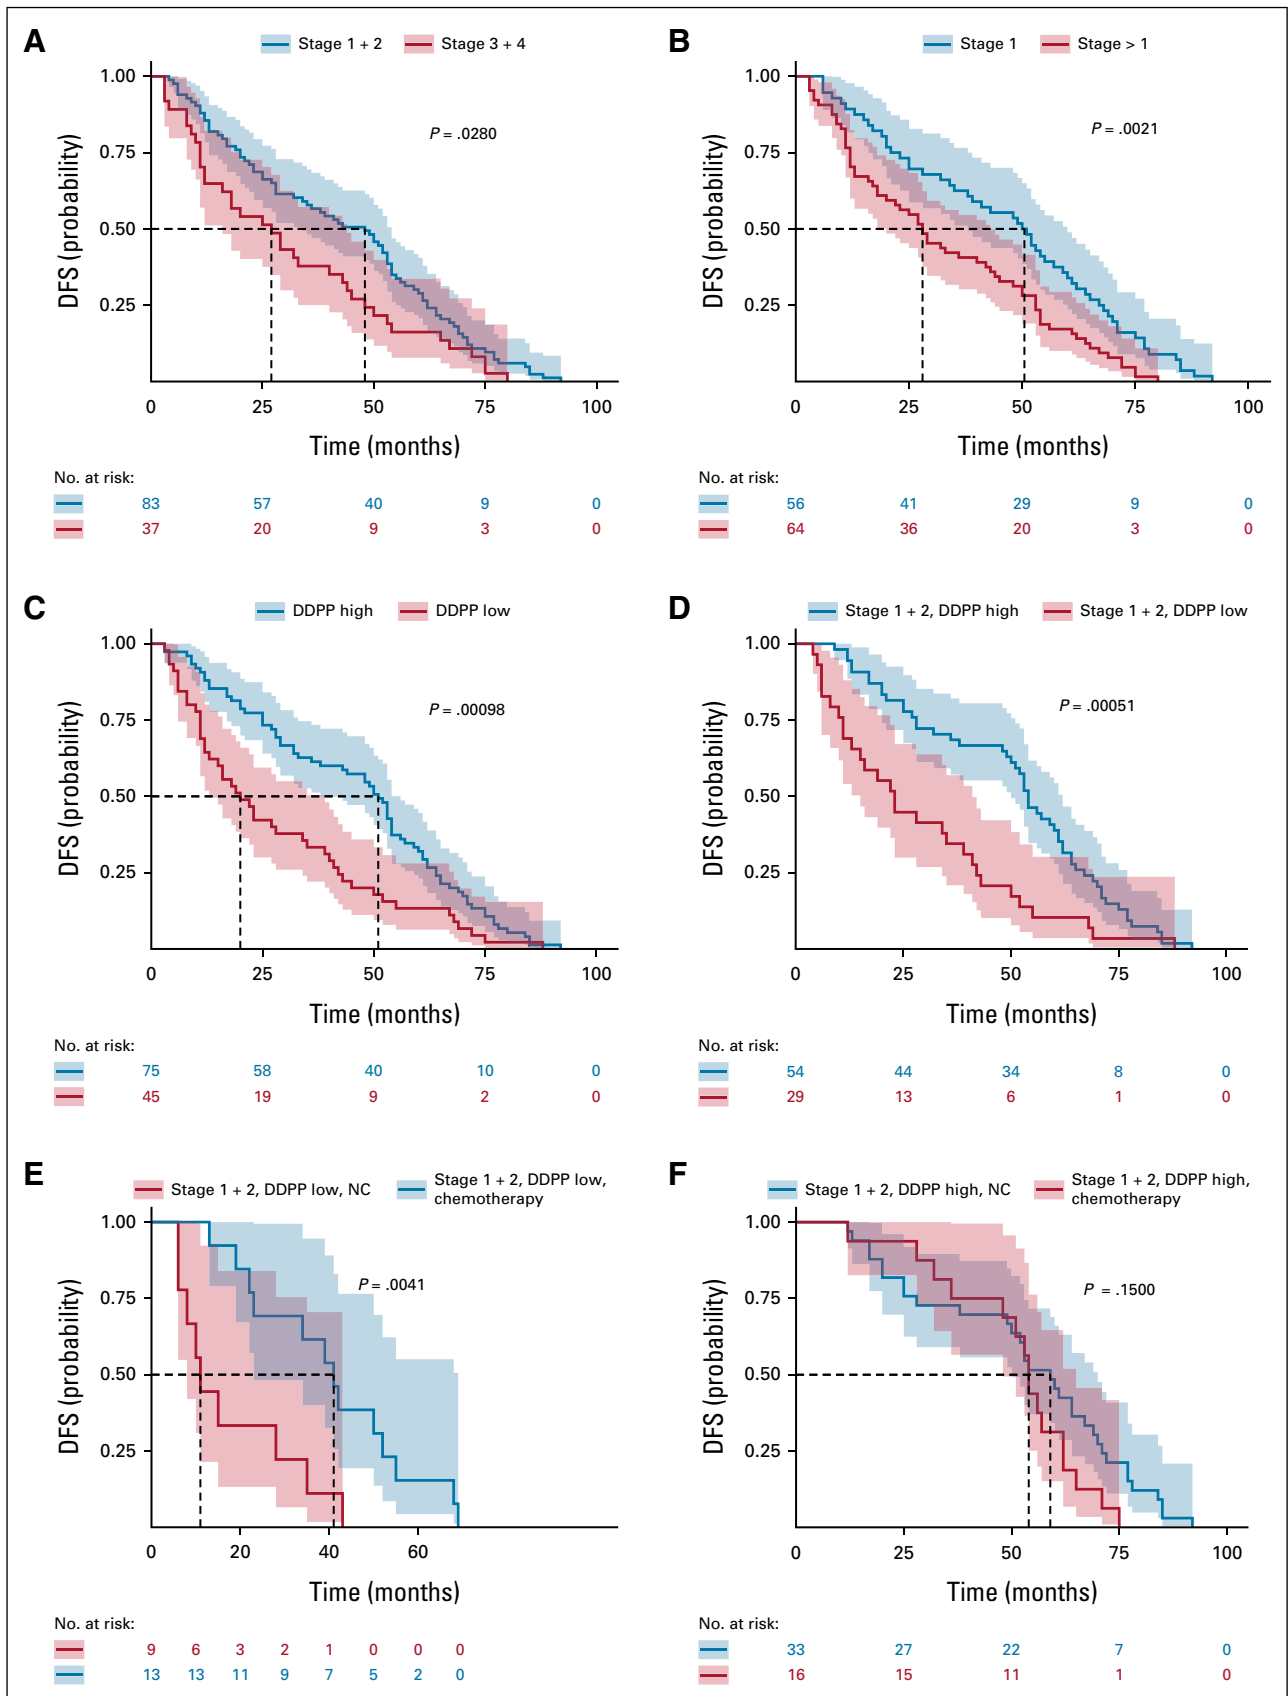 A
Stage 1 + 2 Stage 3 + 4
DFS (probability)
1.00
0.75
0.50
0.25
P = .0280
0 25 50 75 100
Time (months)
No. at risk:
83 57 40 9 0
37 20 9 3 0
B
Stage 1 Stage > 1
DFS (probability)
1.00
0.75
0.50
0.25
P = .0021
0 25 50 75 100
Time (months)
No. at risk:
56 41 29 9 0
64 36 20 3 0
C
DDPP high DDPP low
DFS (probability)
1.00
0.75
0.50
0.25
P = .00098
0 25 50 75 100
Time (months)
No. at risk:
75 58 40 10 0
45 19 9 2 0
D
Stage 1 + 2, DDPP high Stage 1 + 2, DDPP low
DFS (probability)
1.00
0.75
0.50
0.25
P = .00051
0 25 50 75 100
Time (months)
No. at risk:
54 44 34 8 0
29 13 6 1 0
E
Stage 1 + 2, DDPP low, NC
Stage 1 + 2, DDPP low,
chemotherapy
DFS (probability)
1.00
0.75
0.50
0.25
P = .0041
0 20 40 60
Time (months)
No. at risk:
9 6 3 2 1 0 0 0
13 13 11 9 7 5 2 0
F
Stage 1 + 2, DDPP high, NC
Stage 1 + 2, DDPP high,
chemotherapy
DFS (probability)
1.00
0.75
0.50
0.25
P = .1500
0 25 50 75 100
Time (months)
No. at risk:
33 27 22 7 0
16 15 11 1 0